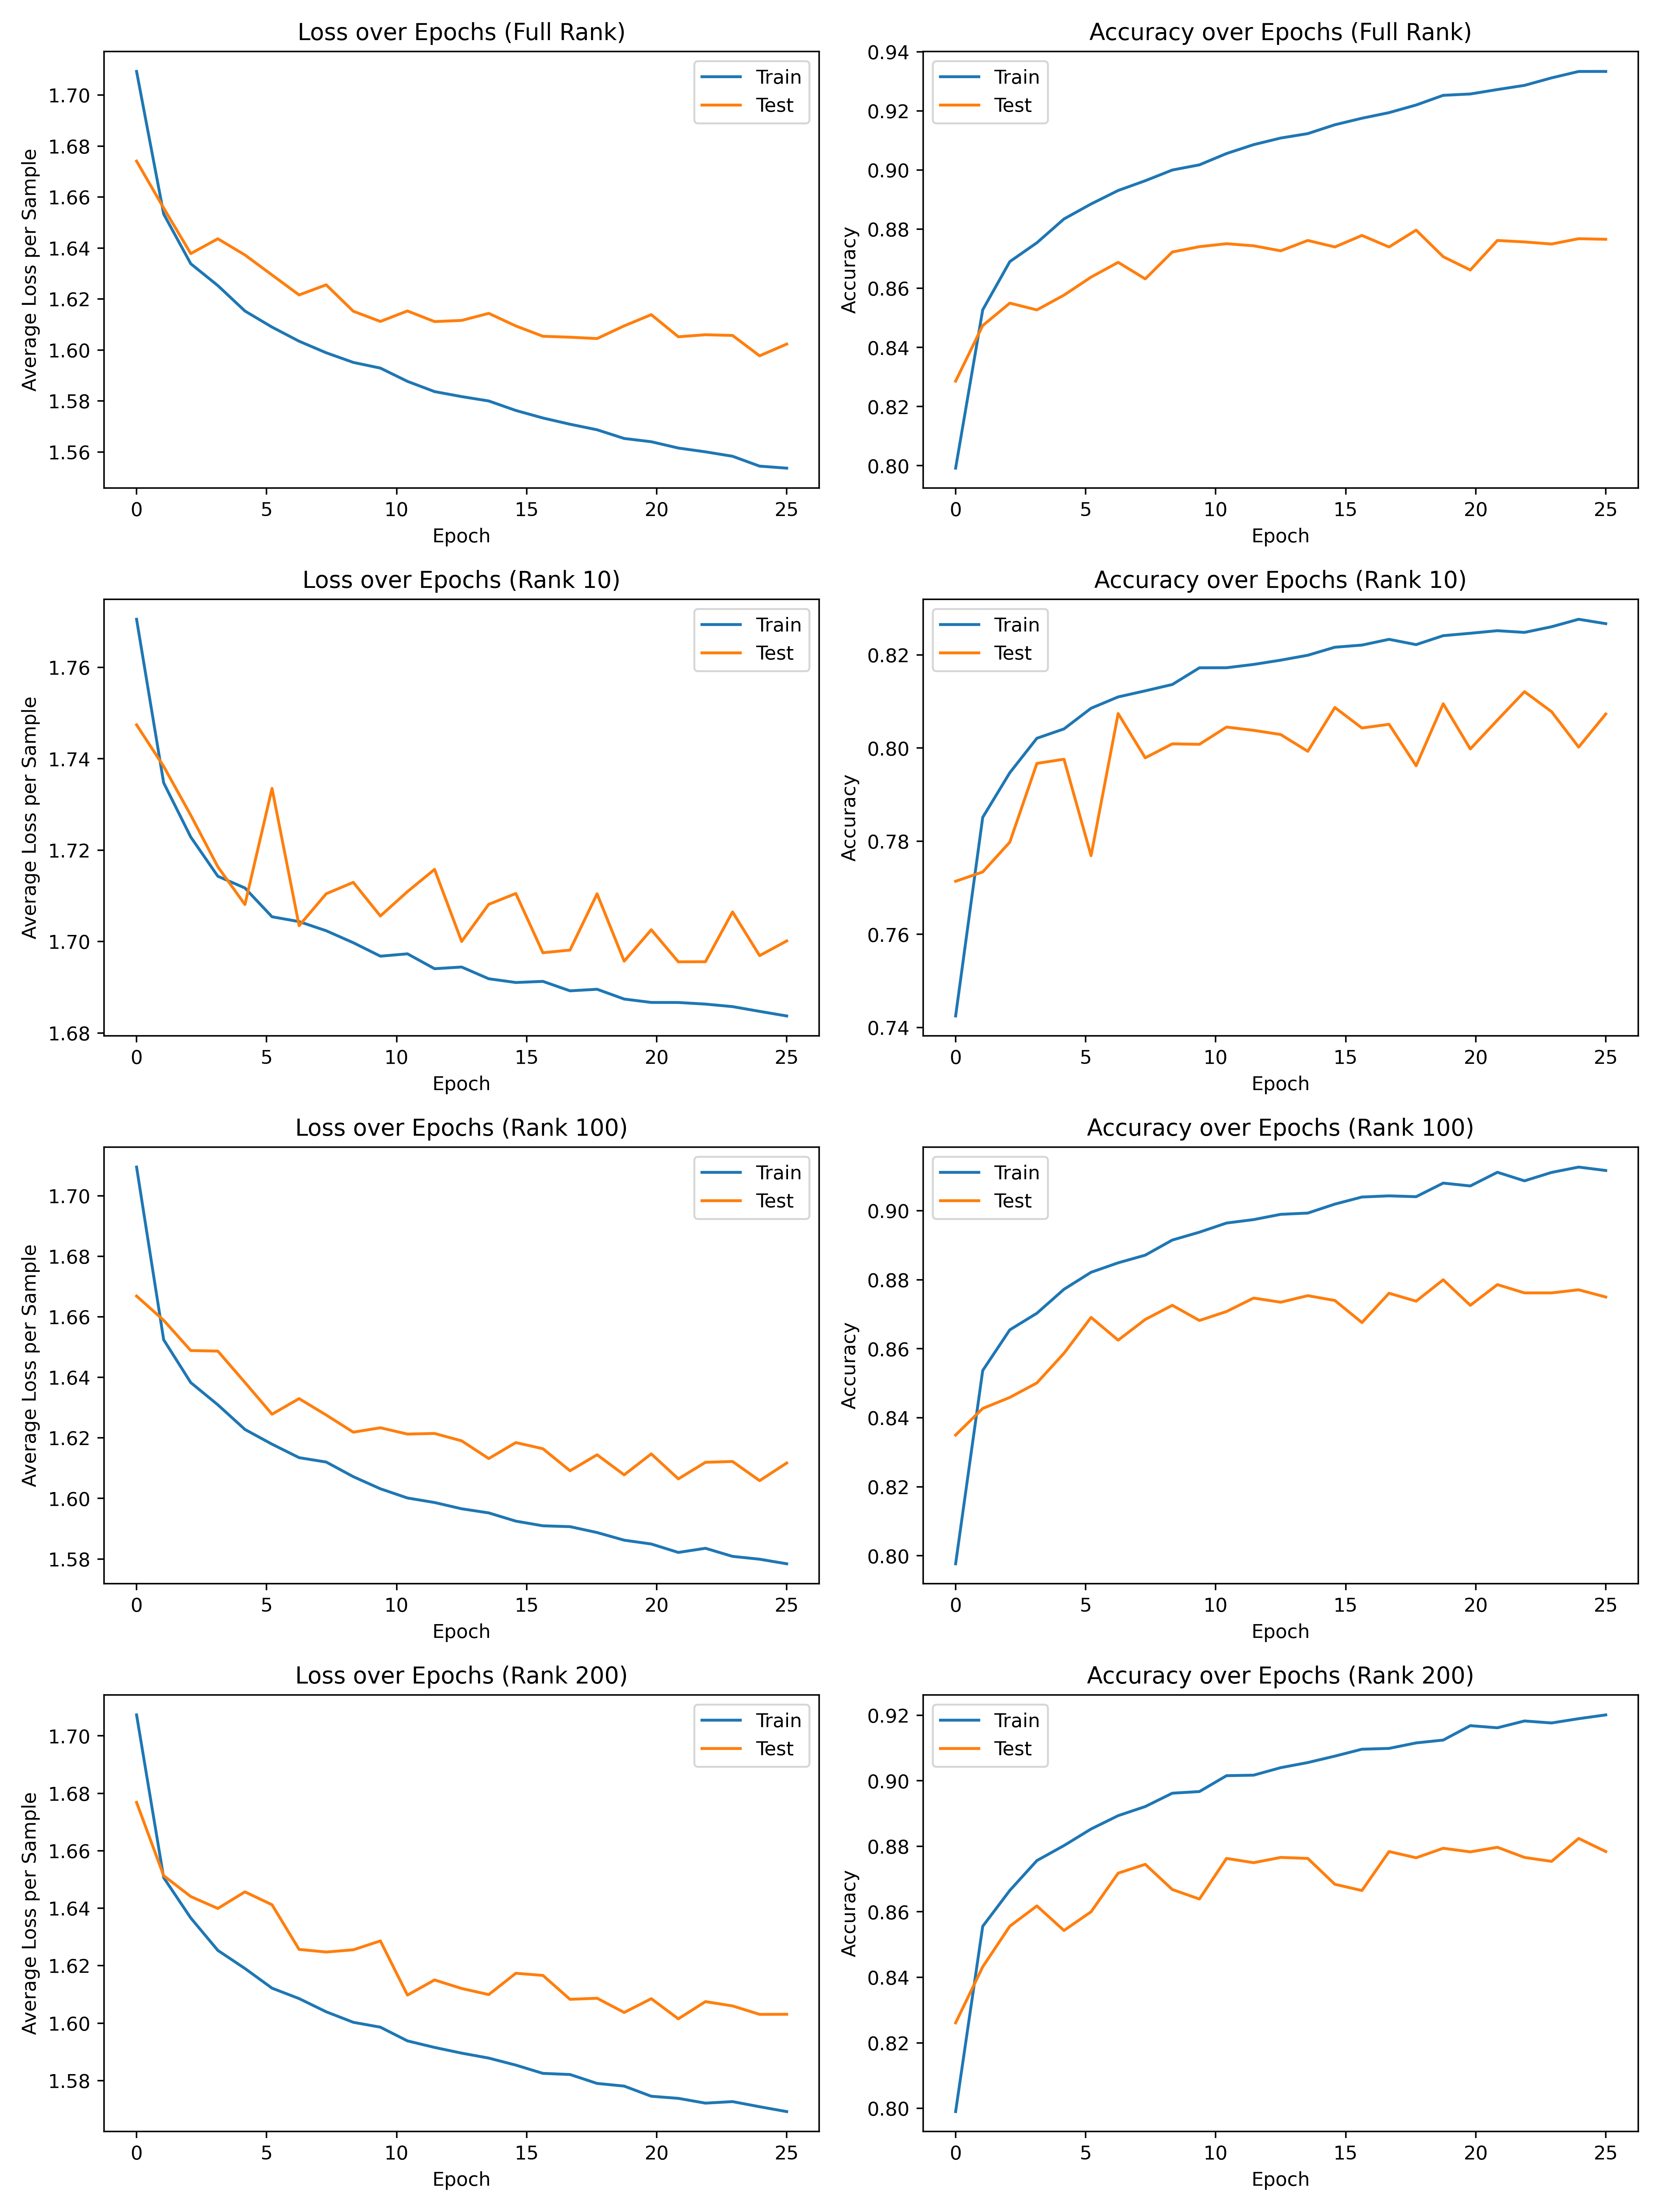 Loss over Epochs (Full Rank)
Average Loss per Sample
1.70
1.68
1.66
1.64
1.62
1.60
1.58
1.56
Train
Test
0 5 10 15 20 25
Epoch
Accuracy over Epochs (Full Rank)
Accuracy
0.94
0.92
0.90
0.88
0.86
0.84
0.82
0.80
Train
Test
0 5 10 15 20 25
Epoch
Loss over Epochs (Rank 10)
Average Loss per Sample
1.76
1.74
1.72
1.70
1.68
Train
Test
0 5 10 15 20 25
Epoch
Accuracy over Epochs (Rank 10)
Accuracy
0.82
0.80
0.78
0.76
0.74
Train
Test
0 5 10 15 20 25
Epoch
Loss over Epochs (Rank 100)
Average Loss per Sample
1.70
1.68
1.66
1.64
1.62
1.60
1.58
Train
Test
0 5 10 15 20 25
Epoch
Accuracy over Epochs (Rank 100)
Accuracy
0.90
0.88
0.86
0.84
0.82
0.80
Train
Test
0 5 10 15 20 25
Epoch
Loss over Epochs (Rank 200)
Average Loss per Sample
1.70
1.68
1.66
1.64
1.62
1.60
1.58
Train
Test
0 5 10 15 20 25
Epoch
Accuracy over Epochs (Rank 200)
Accuracy
0.92
0.90
0.88
0.86
0.84
0.82
0.80
Train
Test
0 5 10 15 20 25
Epoch